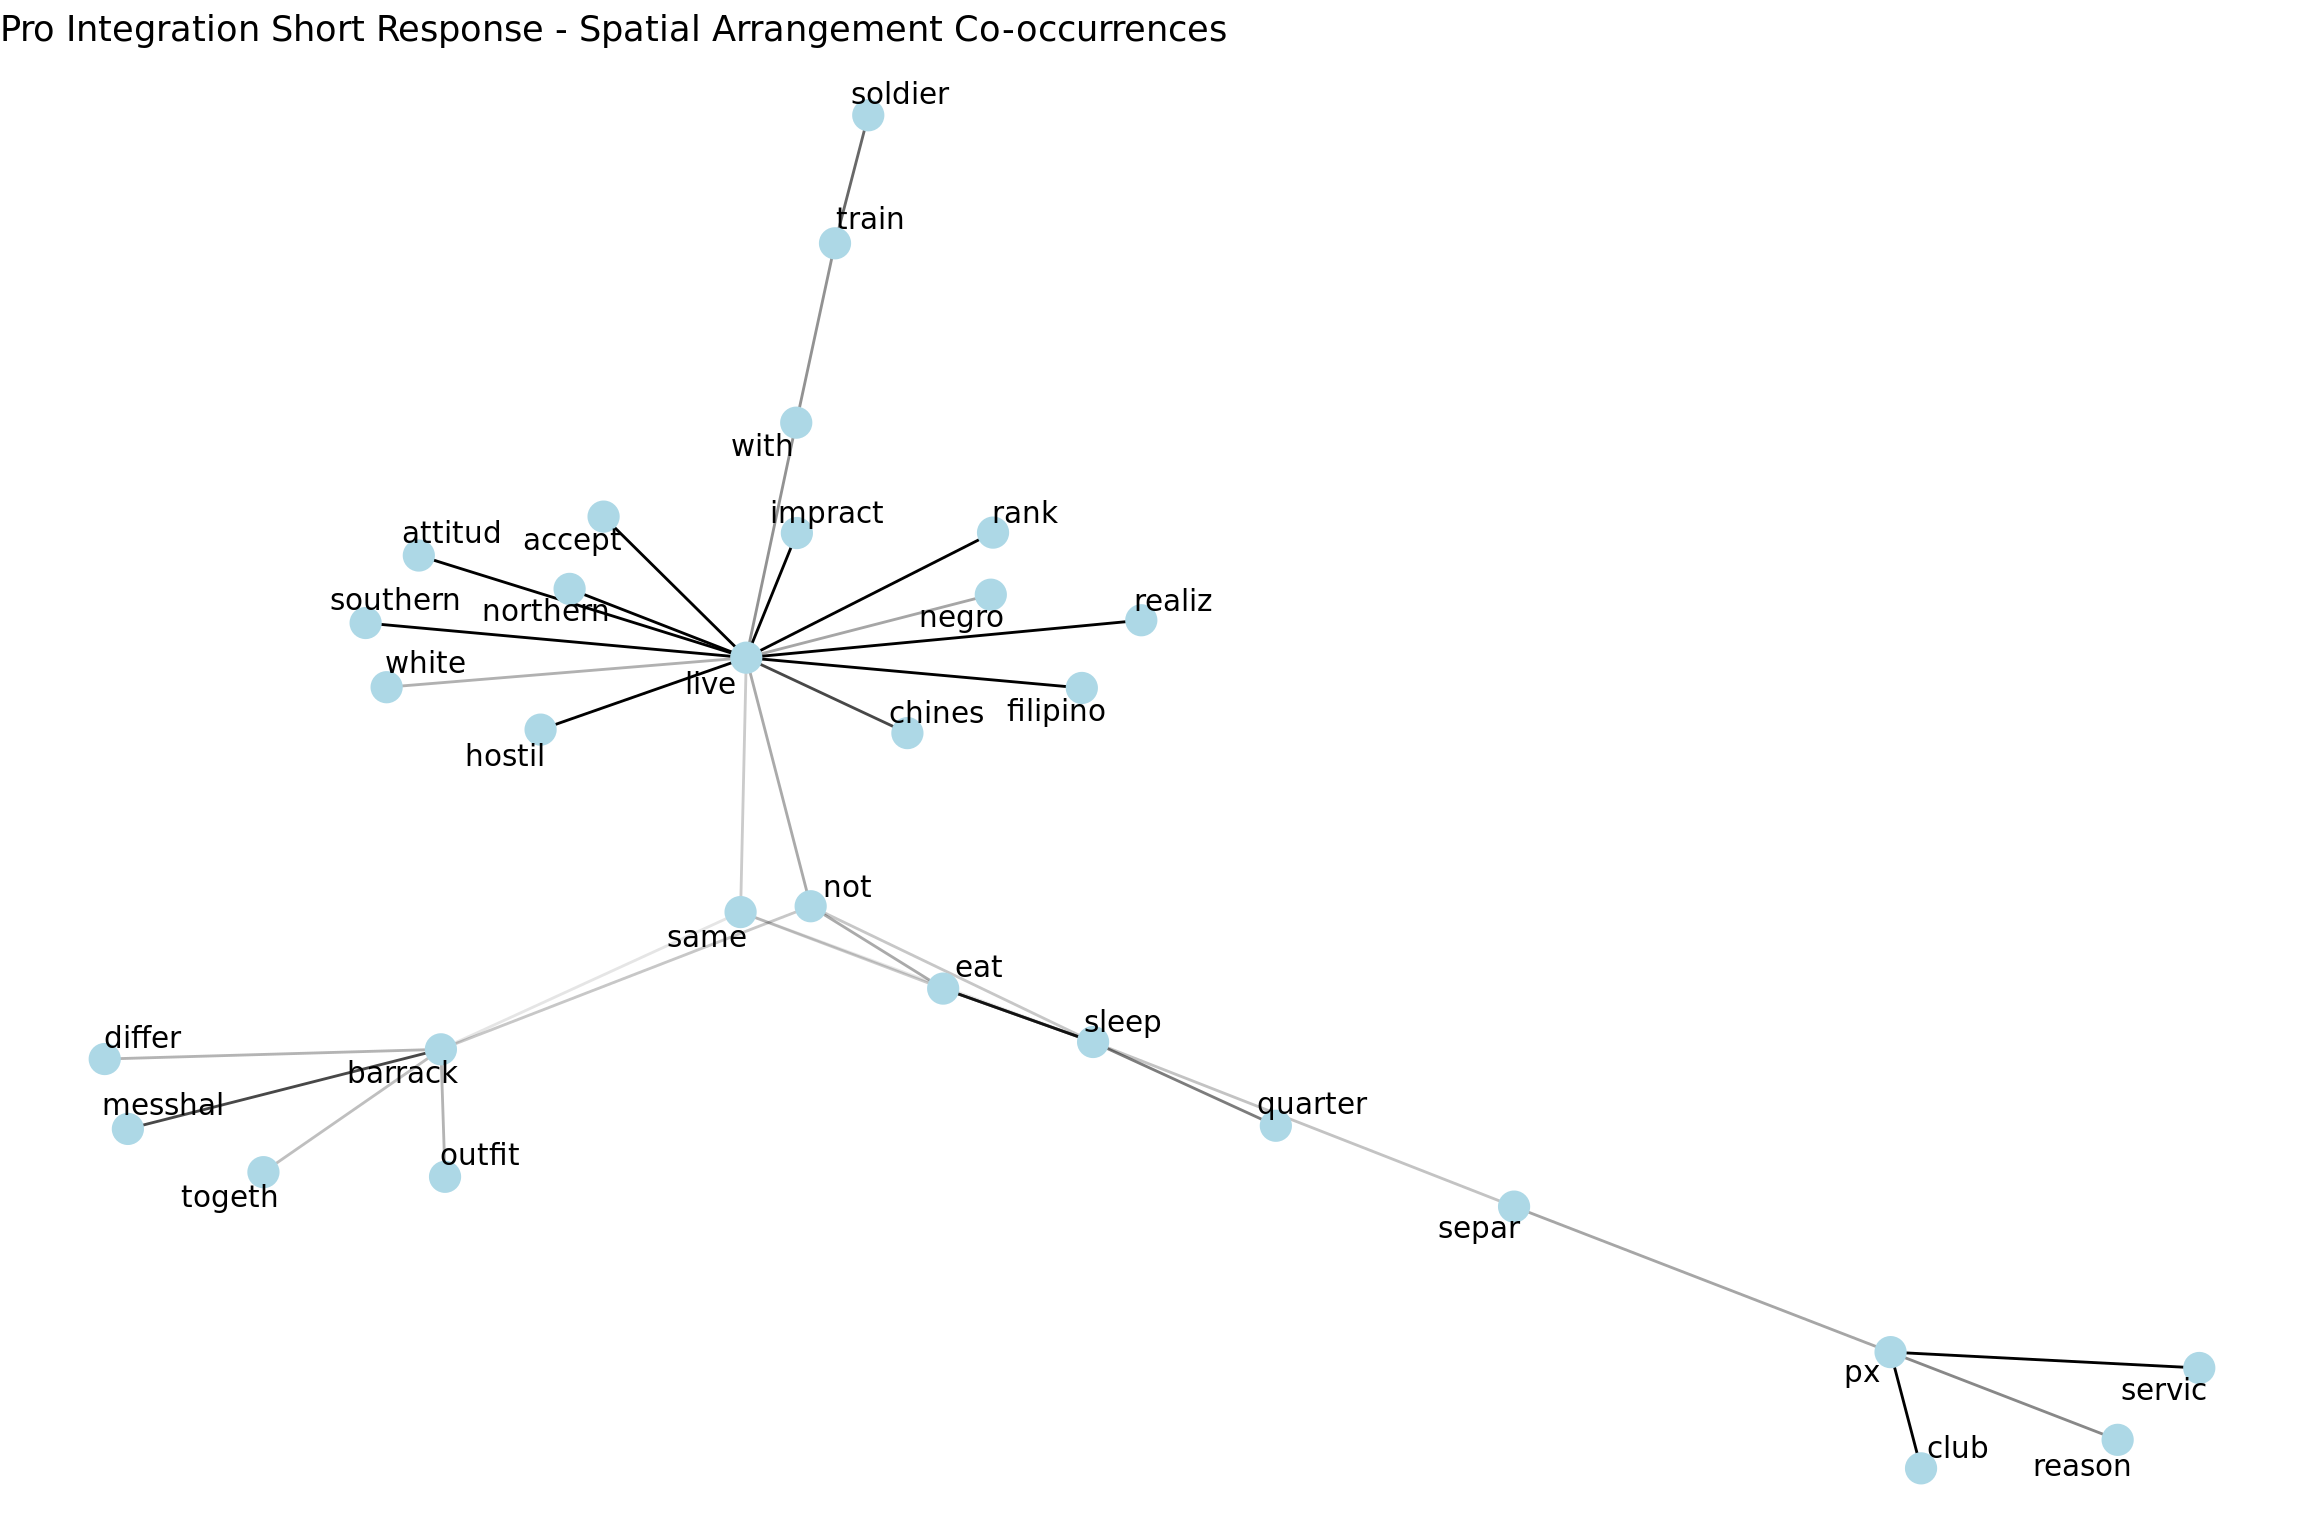 Pro Integration Short Response - Spatial Arrangement Co-occurrences
soldier
train
with
impract
rank
attitud
accept
southern
northern
negro
realiz
white
live
chines
filipino
hostil
not
same
eat
sleep
differ
barrack
messhal
quarter
outfit
togeth
separ
px
servic
club
reason